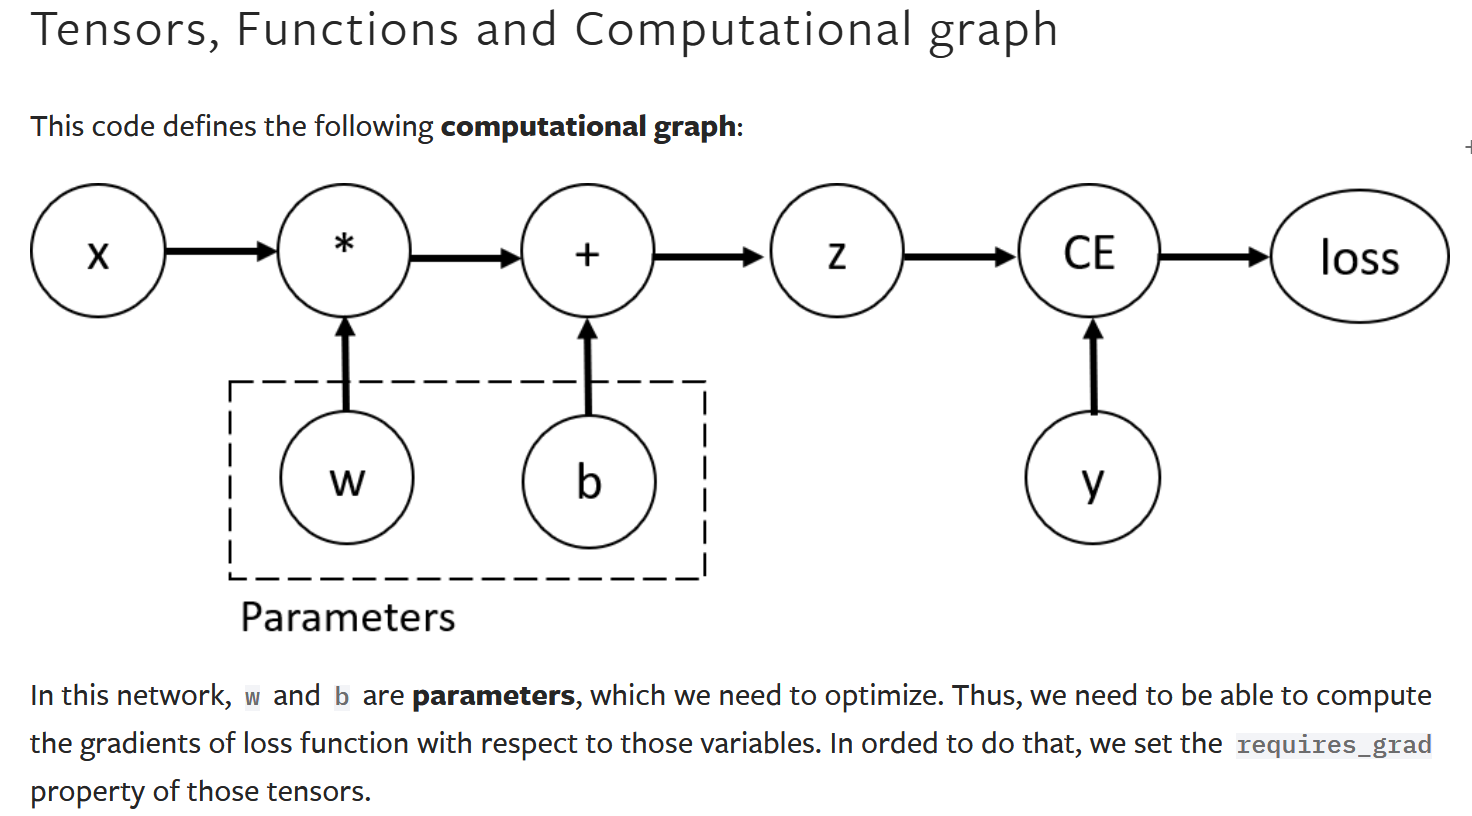 Tensors, Functions and Computational graph
This code defines the following computational graph:
x * + z CE loss
w b y
Parameters
In this network, w and b are parameters, which we need to optimize. Thus, we need to be able to compute
the gradients of loss function with respect to those variables. In orded to do that, we set the requires_grad
property of those tensors.